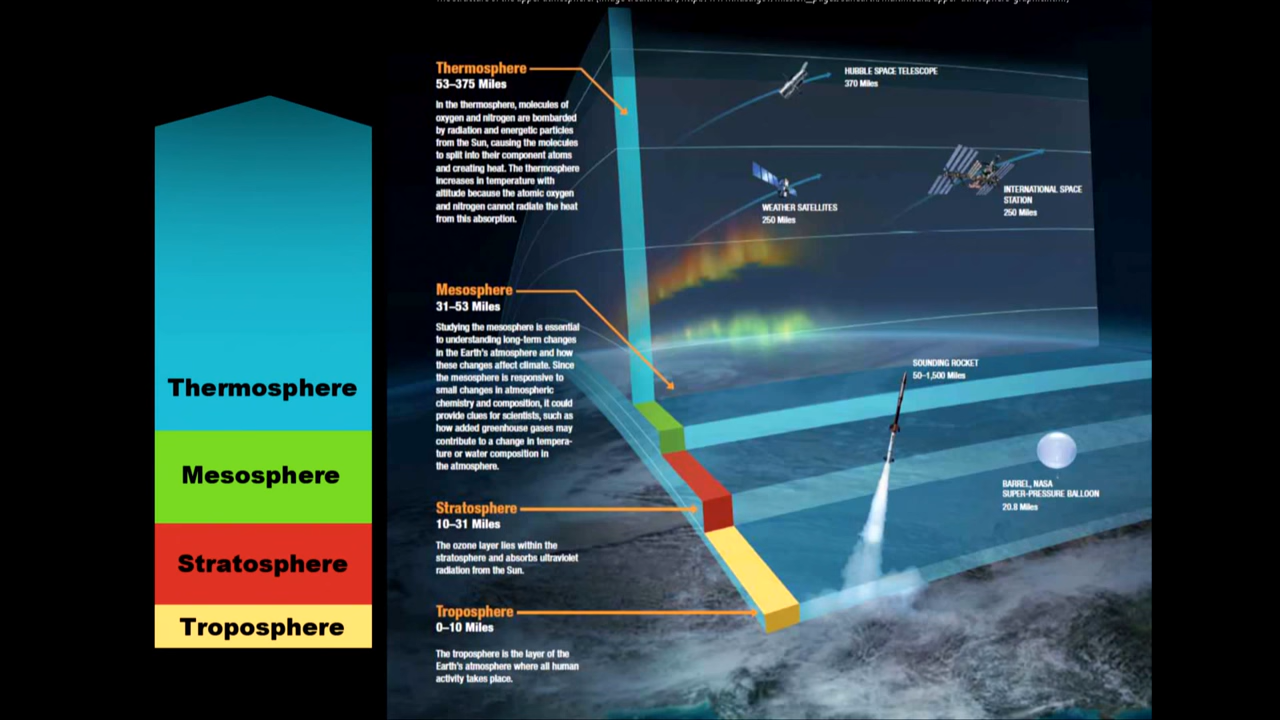 Thermosphere
Mesosphere
Stratosphere
Troposphere
Thermosphere
53–375 Miles
In the thermosphere, molecules of
oxygen and nitrogen are bombarded
by radiation and energetic particles
from the Sun, causing the molecules
to split into their component atoms
and creating heat. The thermosphere
increases in temperature with
altitude because the atomic oxygen
and nitrogen cannot radiate the heat
from this absorption.
Mesosphere
31–53 Miles
Studying the mesosphere is essential
to understanding long-term changes
in the Earth's atmosphere and how
these changes affect climate. Since
the mesosphere is responsive to
small changes in atmospheric
chemistry and composition, it could
provide clues for scientists, such as
how added greenhouse gases may
contribute to a change in tempera-
ture or water composition in
the atmosphere.
Stratosphere
10–31 Miles
The ozone layer lies within the
stratosphere and absorbs ultraviolet
radiation from the Sun.
Troposphere
0–10 Miles
The troposphere is the layer of the
Earth's atmosphere where all human
activity takes place.
HUBBLE SPACE TELESCOPE
370 Miles
WEATHER SATELLITES
250 Miles
INTERNATIONAL SPACE
STATION
250 Miles
SOUNDING ROCKET
50–1,500 Miles
BARREL, NASA
SUPER-PRESSURE BALLOON
20.8 Miles